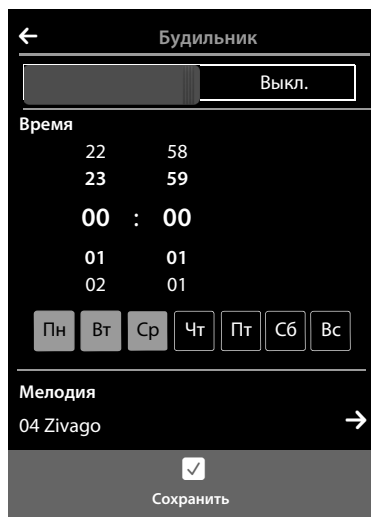 Будильник
Выкл.
Время
22 58
23 59
00 : 00
01 01
02 01
Пн Вт Ср Чт Пт Сб Вс
Мелодия
04 Zivago
Сохранить